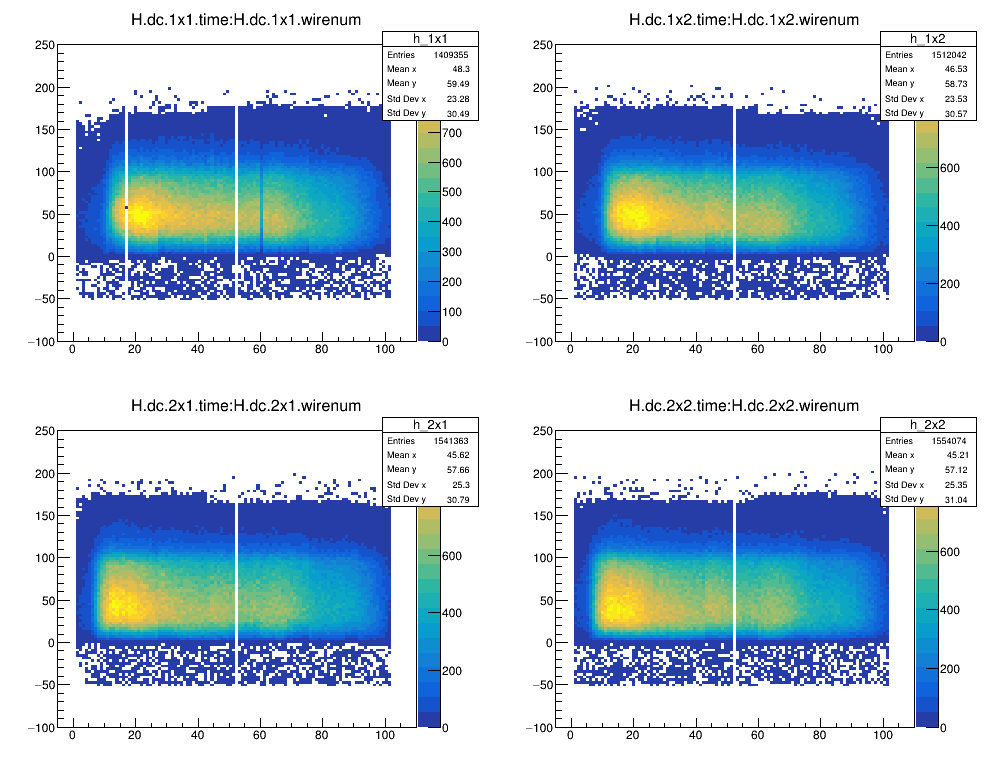 H.dc.1x1.time:H.dc.1x1.wirenum
h_1x1
Entries 1409355
Mean x 48.3
Mean y 59.49
Std Dev x 23.28
Std Dev y 30.49
250
200
150
100
50
0
−50
−100
0 20 40 60 80 100
700
600
500
400
300
200
100
0
H.dc.1x2.time:H.dc.1x2.wirenum
h_1x2
Entries 1512042
Mean x 46.53
Mean y 58.73
Std Dev x 23.53
Std Dev y 30.57
250
200
150
100
50
0
−50
−100
0 20 40 60 80 100
600
400
200
0
H.dc.2x1.time:H.dc.2x1.wirenum
h_2x1
Entries 1541363
Mean x 45.62
Mean y 57.66
Std Dev x 25.3
Std Dev y 30.79
250
200
150
100
50
0
−50
−100
0 20 40 60 80 100
600
400
200
0
H.dc.2x2.time:H.dc.2x2.wirenum
h_2x2
Entries 1554074
Mean x 45.21
Mean y 57.12
Std Dev x 25.35
Std Dev y 31.04
250
200
150
100
50
0
−50
−100
0 20 40 60 80 100
600
400
200
0